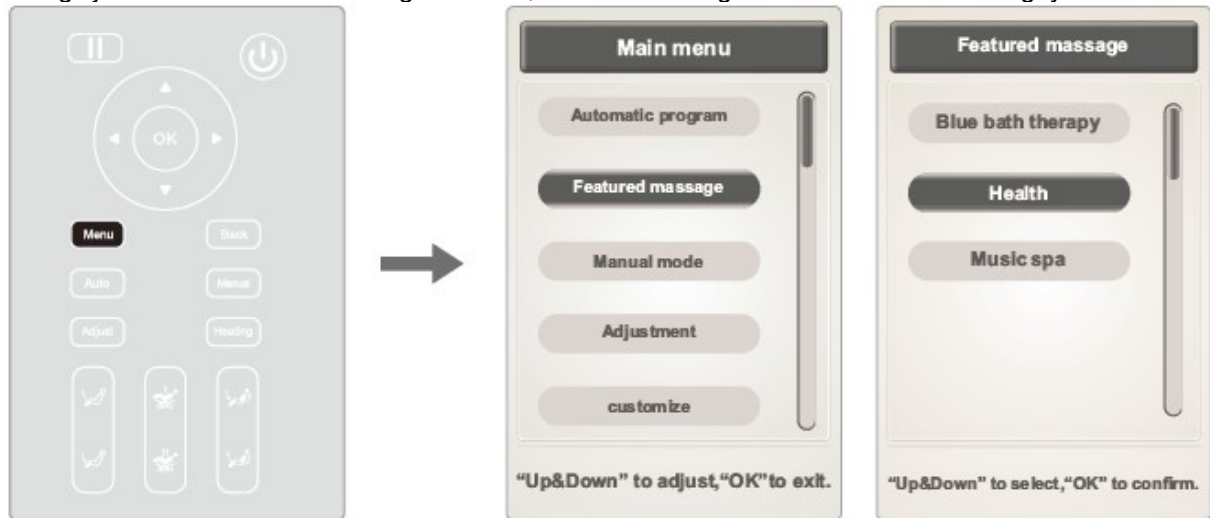 OK
Menu
Back
Auto
Manual
Adjust
Heating
Main menu
Automatic program
Featured massage
Manual mode
Adjustment
customize
“Up&Down” to adjust,“OK”to exit.
Featured massage
Blue bath therapy
Health
Music spa
“Up&Down” to select,“OK” to confirm.